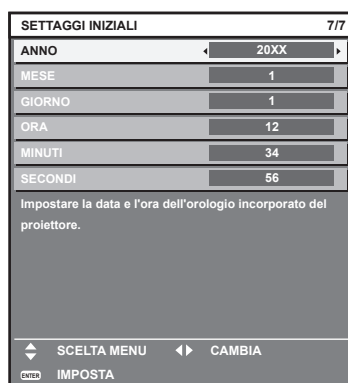 SETTAGGI INIZIALI 7/7
ANNO 20XX
MESE 1
GIORNO 1
ORA 12
MINUTI 34
SECONDI 56
Impostare la data e l'ora dell'orologio incorporato del
proiettore.
SCELTA MENU CAMBIA
ENTER IMPOSTA